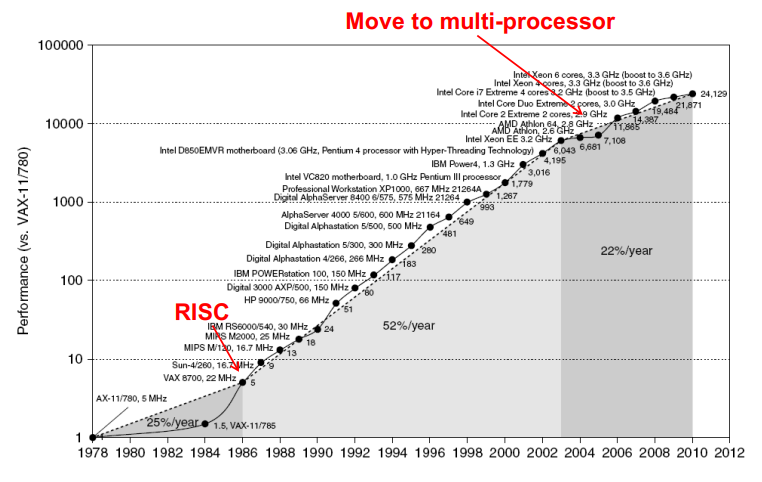 Move to multi-processor
100000
10000
1000
100
10
1
Performance (vs. VAX-11/780)
Intel Xeon 6 cores, 3.3 GHz (boost to 3.6 GHz)
Intel Xeon 4 cores, 3.3 GHz (boost to 3.6 GHz)
Intel Core i7 Extreme 4 cores 3.2 GHz (boost to 3.5 GHz)
24,129
Intel Core Duo Extreme 2 cores, 3.0 GHz
21,871
Intel Core 2 Extreme 2 cores, 2.9 GHz
19,484
14,387
AMD Athlon 64, 2.8 GHz
11,865
AMD Athlon, 2.6 GHz
Intel Xeon EE 3.2 GHz
7,108
6,681
Intel D850EMVR motherboard (3.06 GHz, Pentium 4 processor with Hyper-Threading Technology)
6,043
4,195
IBM Power4, 1.3 GHz
3,016
Intel VC820 motherboard, 1.0 GHz Pentium III processor
1,779
Professional Workstation XP1000, 667 MHz 21264A
1,267
Digital AlphaServer 8400 6/575, 575 MHz 21264
993
AlphaServer 4000 5/600, 600 MHz 21164
649
Digital Alphastation 5/500, 500 MHz
481
Digital Alphastation 5/300, 300 MHz
280
22%/year
Digital Alphastation 4/266, 266 MHz
183
IBM POWERstation 100, 150 MHz
117
Digital 3000 AXP/500, 150 MHz
80
HP 9000/750, 66 MHz
51
RISC
52%/year
IBM RS6000/540, 30 MHz
24
MIPS M2000, 25 MHz
18
MIPS M/120, 16.7 MHz
13
Sun-4/260, 16.7 MHz
9
VAX 8700, 22 MHz
5
AX-11/780, 5 MHz
25%/year
1.5, VAX-11/785
1978 1980 1982 1984 1986 1988 1990 1992 1994 1996 1998 2000 2002 2004 2006 2008 2010 2012